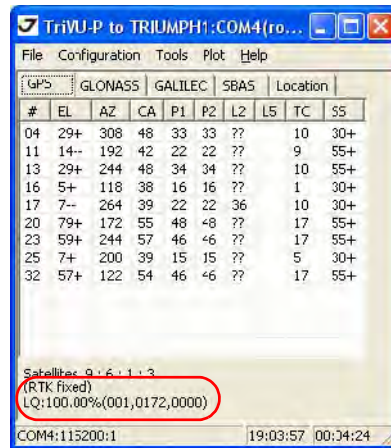 TriVU-P to TRIUMPH1:COM4(ro...
File Configuration Tools Plot Help
GPS GLONASS GALILEC SBAS Location
# EL AZ CA P1 P2 L2 L5 TC SS
04 29+ 308 48 33 33 ?? 10 30+
11 14-- 192 42 22 22 ?? 9 55+
13 29+ 244 48 34 34 ?? 10 55+
16 5+ 118 38 16 16 ?? 1 30+
17 7-- 264 39 22 22 36 10 30+
20 79+ 172 55 48 48 ?? 17 55+
23 59+ 244 57 46 46 ?? 17 55+
25 7+ 200 39 15 15 ?? 5 30+
32 57+ 122 54 46 46 ?? 17 55+
Satellites 9 : 6 : 1 : 3
(RTK fixed)
LQ:100.00%(001,0172,0000)
COM4:115200:1 19:03:57 00:04:24